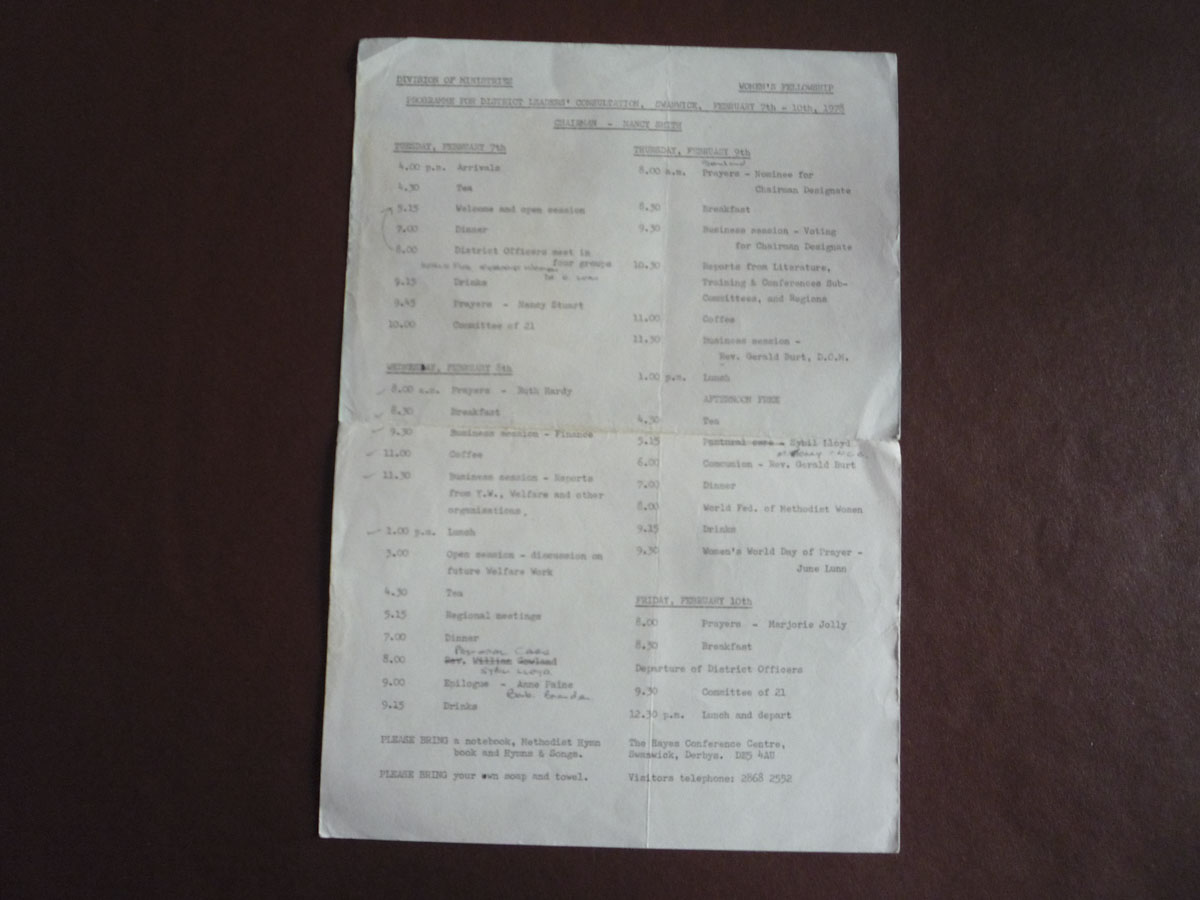 DIVISION OF MINISTRIES
WOMEN'S FELLOWSHIP
PROGRAMME FOR DISTRICT LEADERS' CONSULTATION, SWANWICK, FEBRUARY 7th - 10th, 1978
CHAIRMAN - NANCY SMITH
TUESDAY, FEBRUARY 7th
4.00 p.m. Arrivals
4.30 Tea
5.15 Welcome and open session
7.00 Dinner
8.00 District Officers meet in
four groups
9.15 Drinks
9.45 Prayers - Nancy Stuart
10.00 Committee of 21
WEDNESDAY, FEBRUARY 8th
8.00 a.m. Prayers - Ruth Hardy
8.30 Breakfast
9.30 Business session - Finance
11.00 Coffee
11.30 Business session - Reports
from Y.W., Welfare and other
organisations.
1.00 p.m. Lunch
3.00 Open session - discussion on
future Welfare Work
4.30 Tea
5.15 Regional meetings
7.00 Dinner
Pastoral Care
8.00 Rev. William Gowland
Sybil Lloyd
9.00 Epilogue - Anne Paine
9.15 Drinks
PLEASE BRING a notebook, Methodist Hymn
book and Hymns & Songs.
PLEASE BRING your own soap and towel.
THURSDAY, FEBRUARY 9th
8.00 a.m. Prayers - Nominee for
Chairman Designate
8.30 Breakfast
9.30 Business session - Voting
for Chairman Designate
10.30 Reports from Literature,
Training & Conferences Sub-
Committees, and Regions
11.00 Coffee
11.30 Business session -
Rev. Gerald Burt, D.O.M.
1.00 p.m. Lunch
AFTERNOON FREE
4.30 Tea
5.15 Pastoral care - Sybil Lloyd
6.00 Communion - Rev. Gerald Burt
7.00 Dinner
8.00 World Fed. of Methodist Women
9.15 Drinks
9.30 Women's World Day of Prayer -
June Lunn
FRIDAY, FEBRUARY 10th
8.00 Prayers - Marjorie Jolly
8.30 Breakfast
Departure of District Officers
9.30 Committee of 21
12.30 p.m. Lunch and depart
The Hayes Conference Centre,
Swanwick, Derbys. DE5 4AU
Visitors telephone: 2868 2552